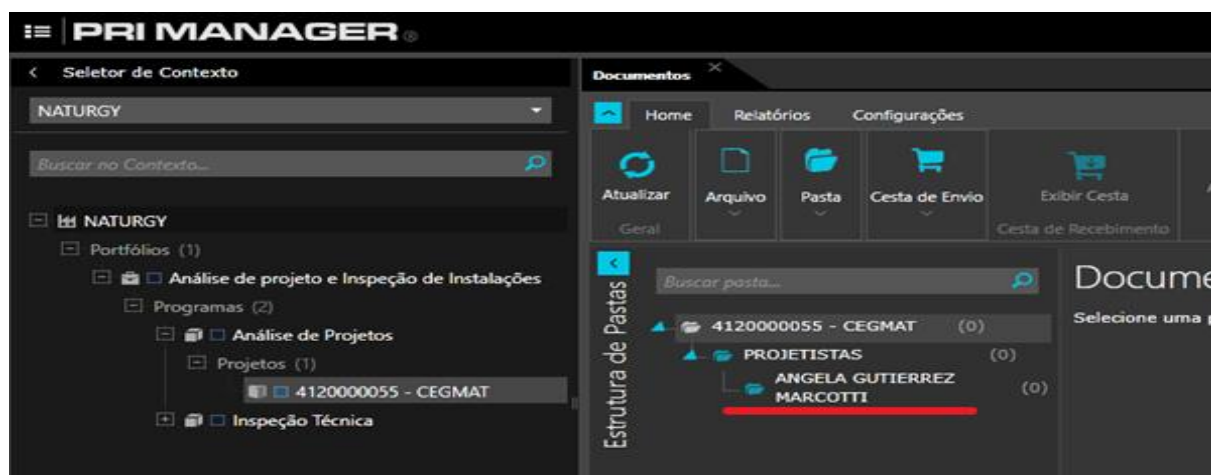 PRI MANAGER®
Seletor de Contexto
NATURGY
Buscar no Contexto...
NATURGY
Portfólios (1)
Análise de projeto e Inspeção de Instalações
Programas (2)
Análise de Projetos
Projetos (1)
4120000055 - CEGMAT
Inspeção Técnica
Documentos
Home Relatórios Configurações
Atualizar Arquivo Pasta Cesta de Envio Exibir Cesta
Geral Cesta de Recebimento
Estrutura de Pastas
Buscar pasta...
4120000055 - CEGMAT (0)
PROJETISTAS (0)
ANGELA GUTIERREZ
MARCOTTI (0)
Docume
Selecione uma p